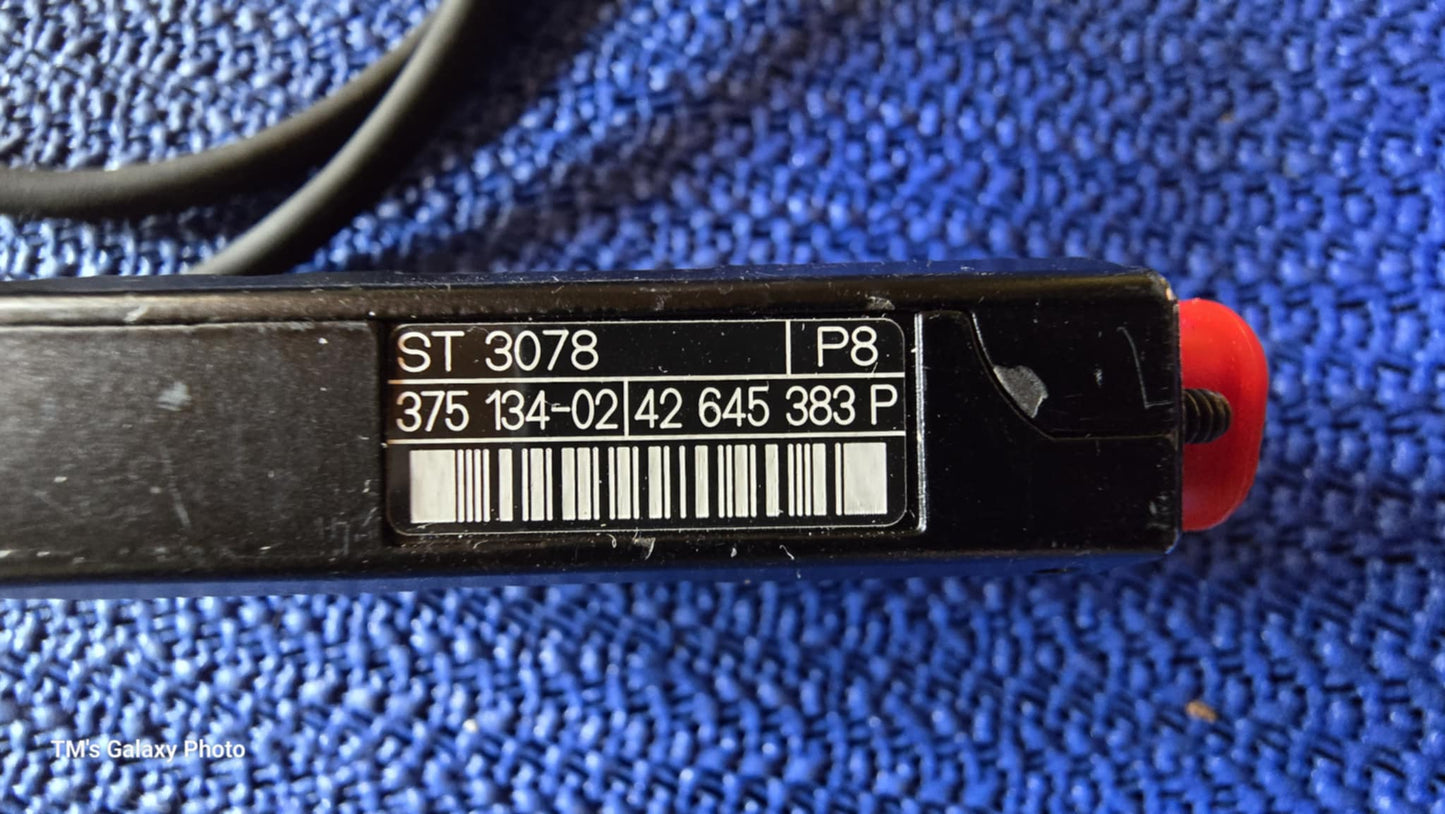 ST 3078 P8
375 134-02 42 645 383 P
TM's Galaxy Photo